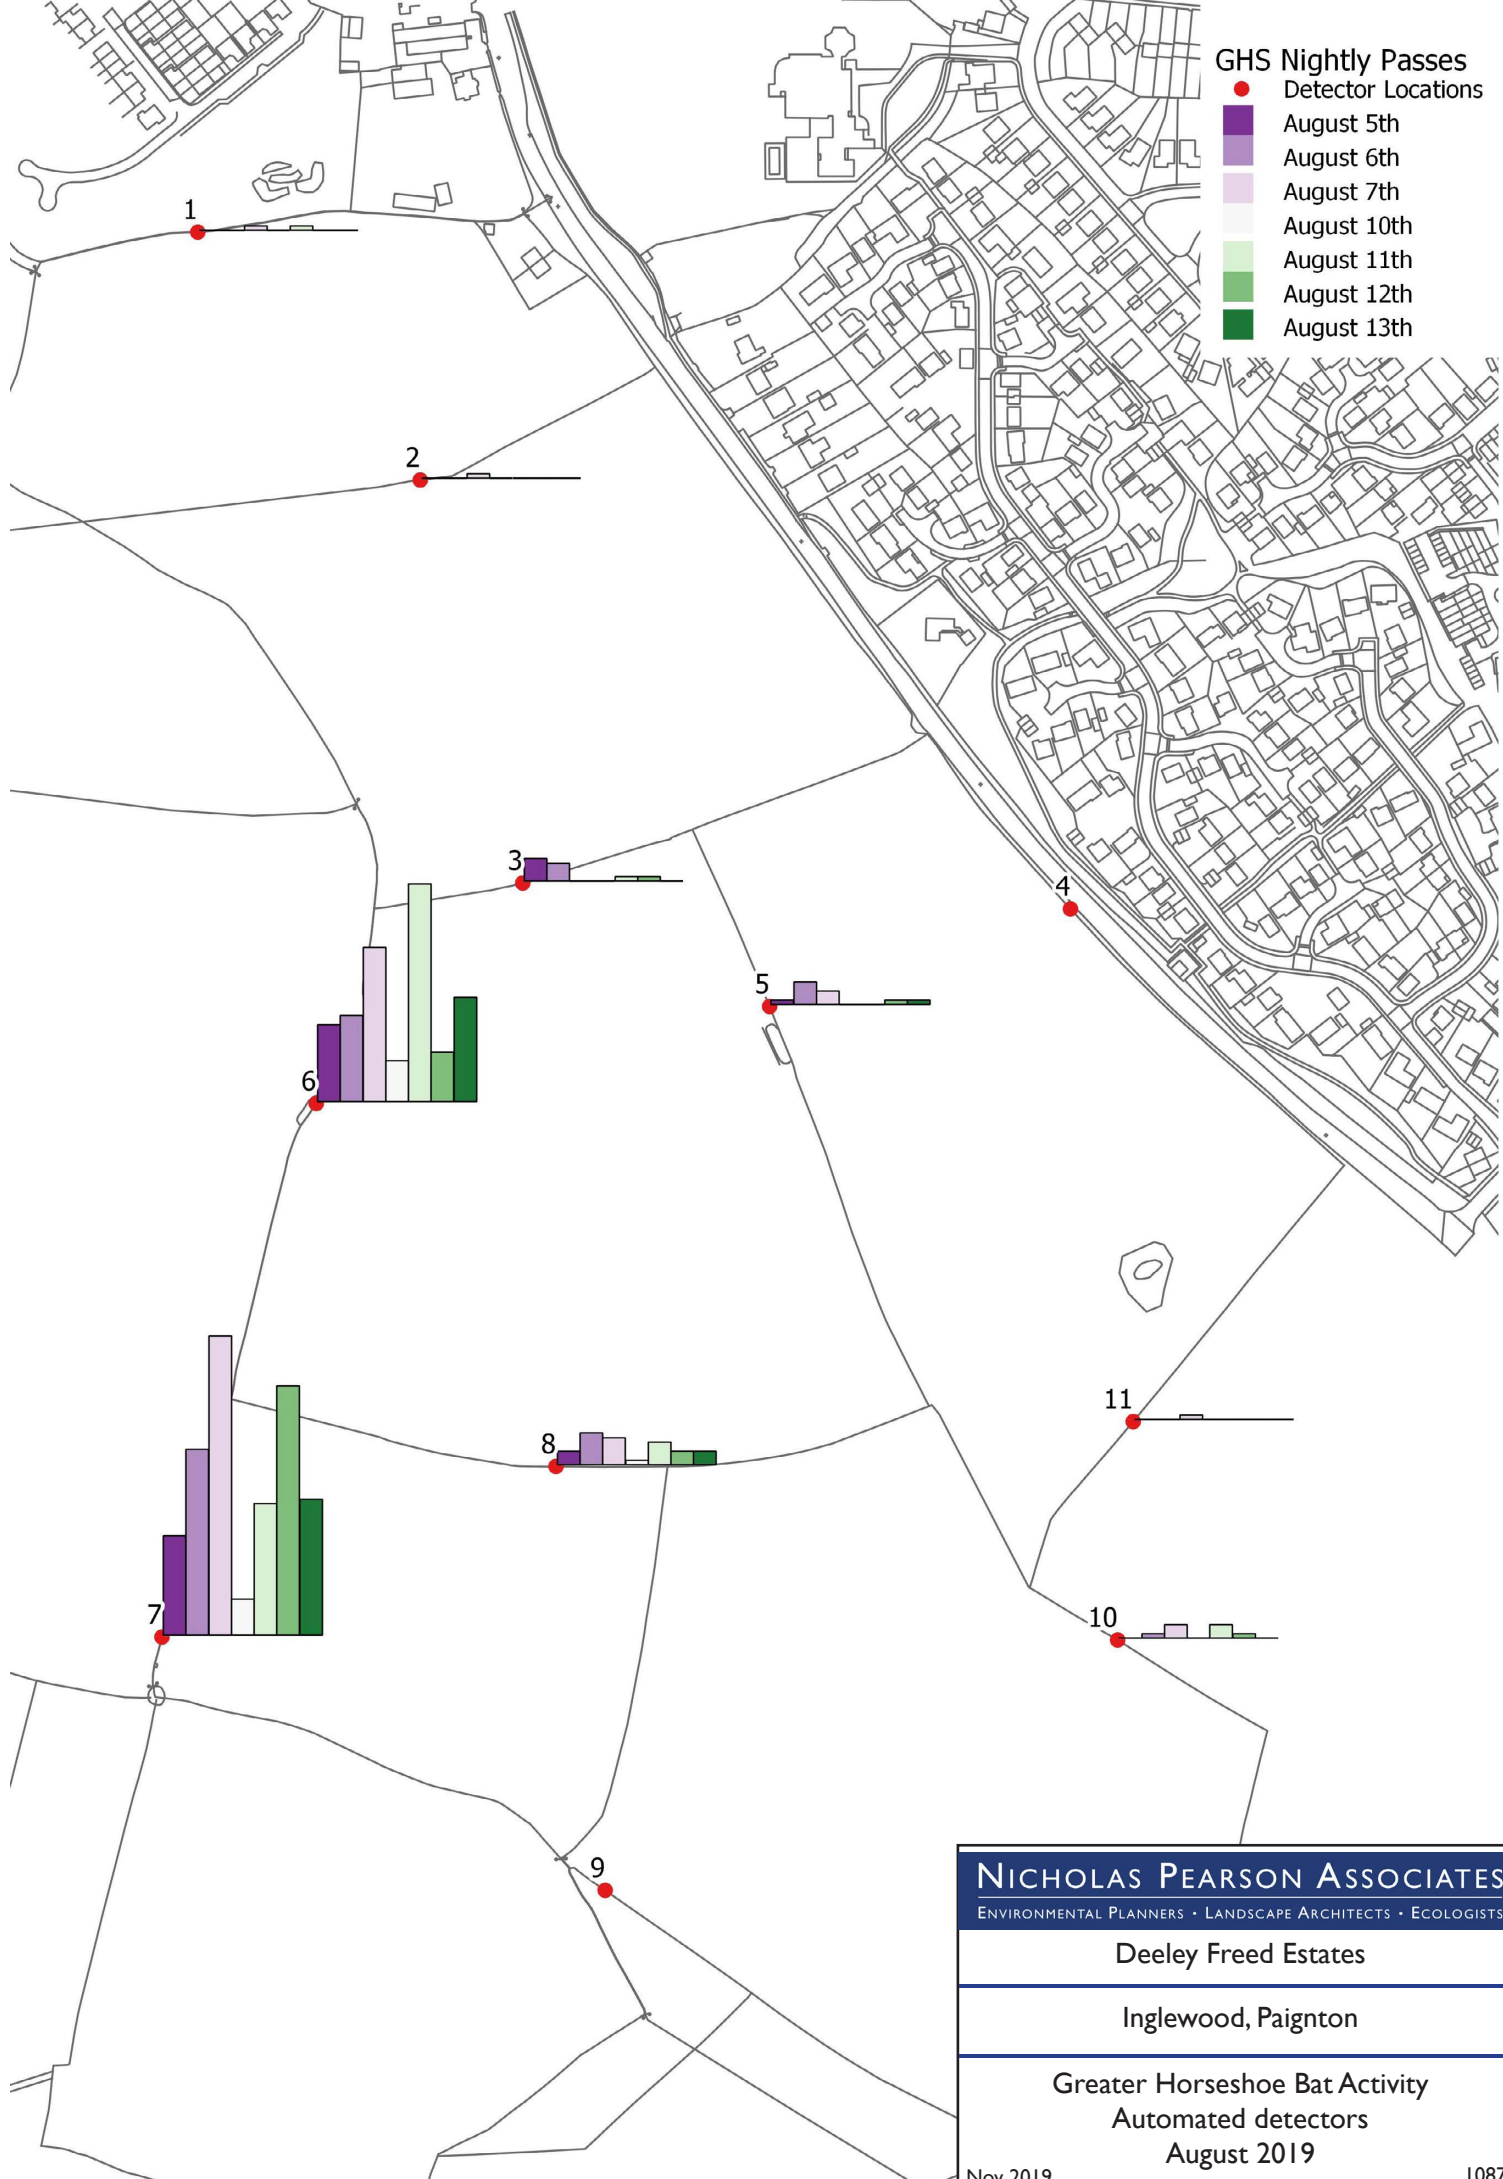 GHS Nightly Passes
Detector Locations
August 5th
August 6th
August 7th
August 10th
August 11th
August 12th
August 13th
1
2
3
4
5
6
7
8
11
10
9
NICHOLAS PEARSON ASSOCIATES
ENVIRONMENTAL PLANNERS • LANDSCAPE ARCHITECTS • ECOLOGISTS
Deeley Freed Estates
Inglewood, Paignton
Greater Horseshoe Bat Activity
Automated detectors
August 2019
Nov 2019
1087